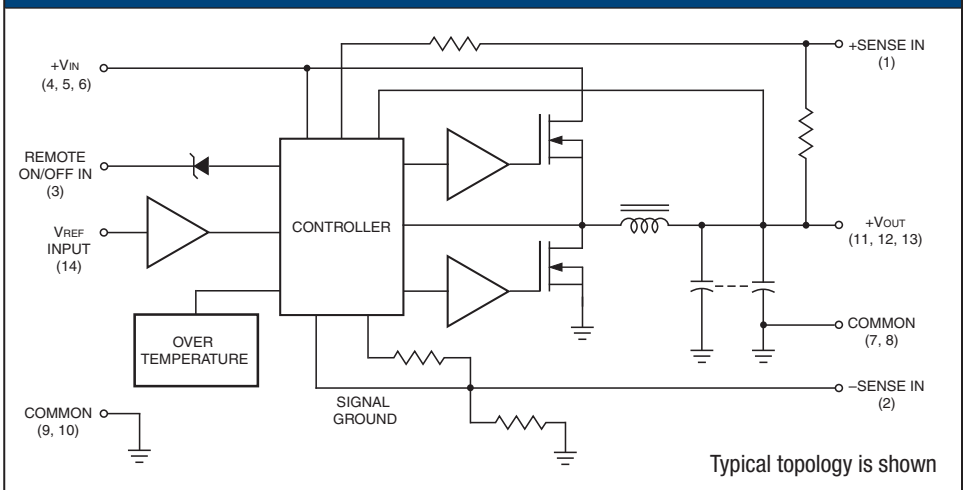 +SENSE IN
(1)
+VIN
(4, 5, 6)
REMOTE
ON/OFF IN
(3)
VREF
INPUT
(14)
CONTROLLER
+VOUT
(11, 12, 13)
OVER
TEMPERATURE
COMMON
(7, 8)
SIGNAL
GROUND
–SENSE IN
(2)
COMMON
(9, 10)
Typical topology is shown